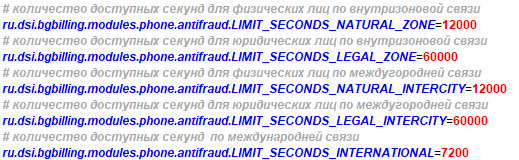 # количество доступных секунд для физических лиц по внутризоновой связи
ru.dsi.bgbilling.modules.phone.antifraud.LIMIT_SECONDS_NATURAL_ZONE=12000
# количество доступных секунд для юридических лиц по внутризоновой связи
ru.dsi.bgbilling.modules.phone.antifraud.LIMIT_SECONDS_LEGAL_ZONE=60000
# количество доступных секунд для физических лиц по междугородней связи
ru.dsi.bgbilling.modules.phone.antifraud.LIMIT_SECONDS_NATURAL_INTERCITY=12000
# количество доступных секунд для юридических лиц по междугородней связи
ru.dsi.bgbilling.modules.phone.antifraud.LIMIT_SECONDS_LEGAL_INTERCITY=60000
# количество доступных секунд  по международней связи
ru.dsi.bgbilling.modules.phone.antifraud.LIMIT_SECONDS_INTERNATIONAL=7200